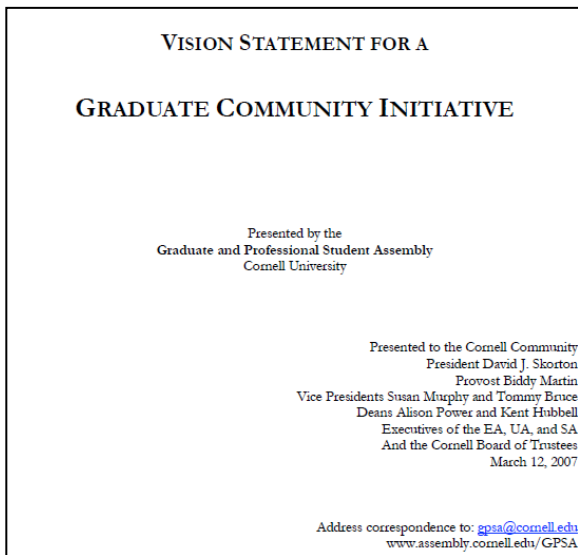 VISION STATEMENT FOR A
GRADUATE COMMUNITY INITIATIVE
Presented by the
Graduate and Professional Student Assembly
Cornell University
Presented to the Cornell Community
President David J. Skorton
Provost Biddy Martin
Vice Presidents Susan Murphy and Tommy Bruce
Deans Alison Power and Kent Hubbell
Executives of the EA, UA, and SA
And the Cornell Board of Trustees
March 12, 2007
Address correspondence to: gpsa@cornell.edu
www.assembly.cornell.edu/GPSA